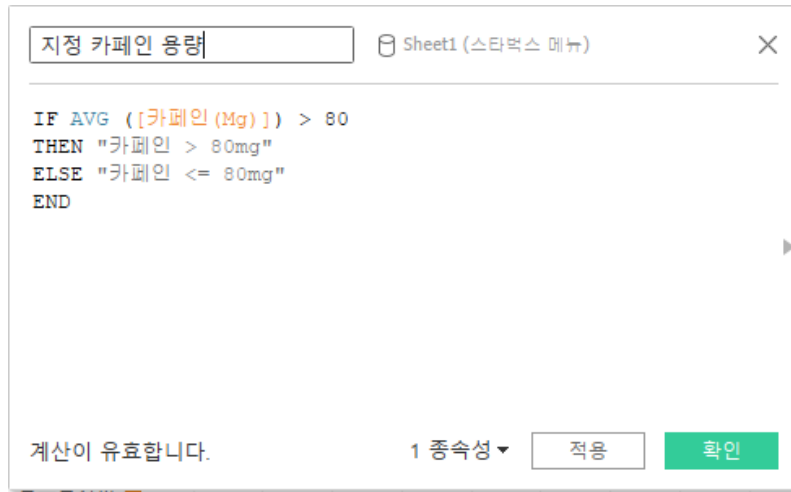 지정 카페인 용량
Sheet1 (스타벅스 메뉴)
IF AVG ([카페인(Mg)]) > 80
THEN "카페인 > 80mg"
ELSE "카페인 <= 80mg"
END
계산이 유효합니다.
1 종속성
적용
확인